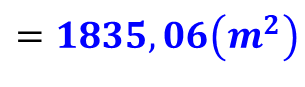 = 1835,06(m²)